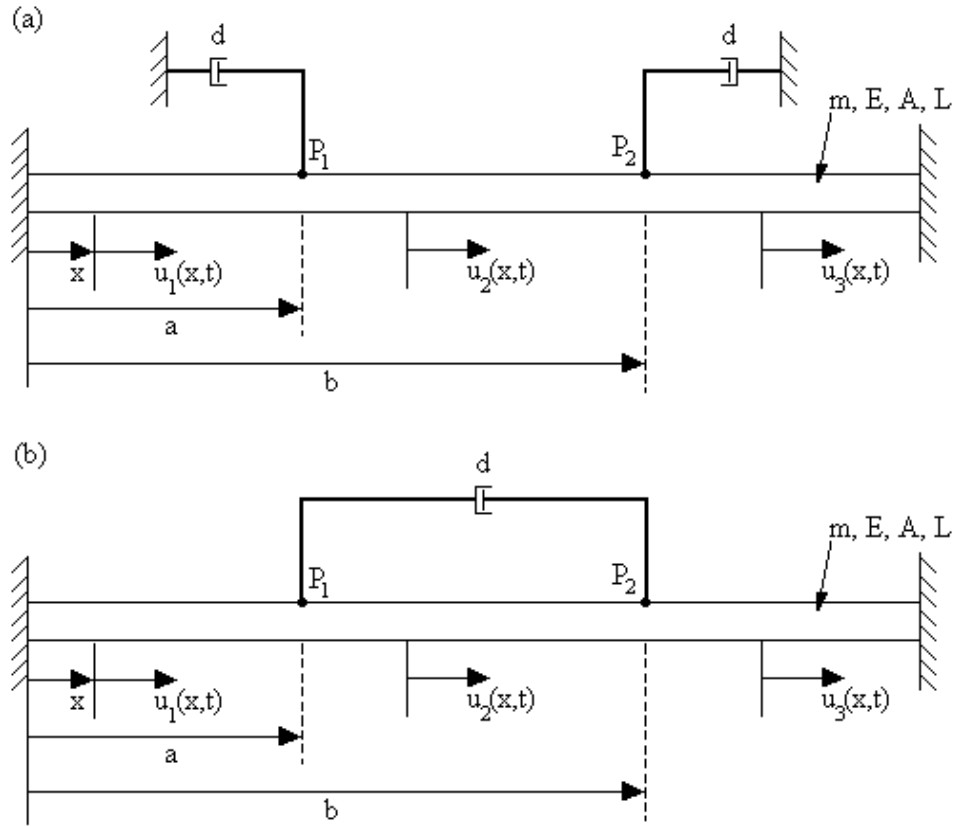 (a)
d d
m, E, A, L
P1 P2
x u1(x,t) u2(x,t) u3(x,t)
a
b
(b)
d
m, E, A, L
P1 P2
x u1(x,t) u2(x,t) u3(x,t)
a
b